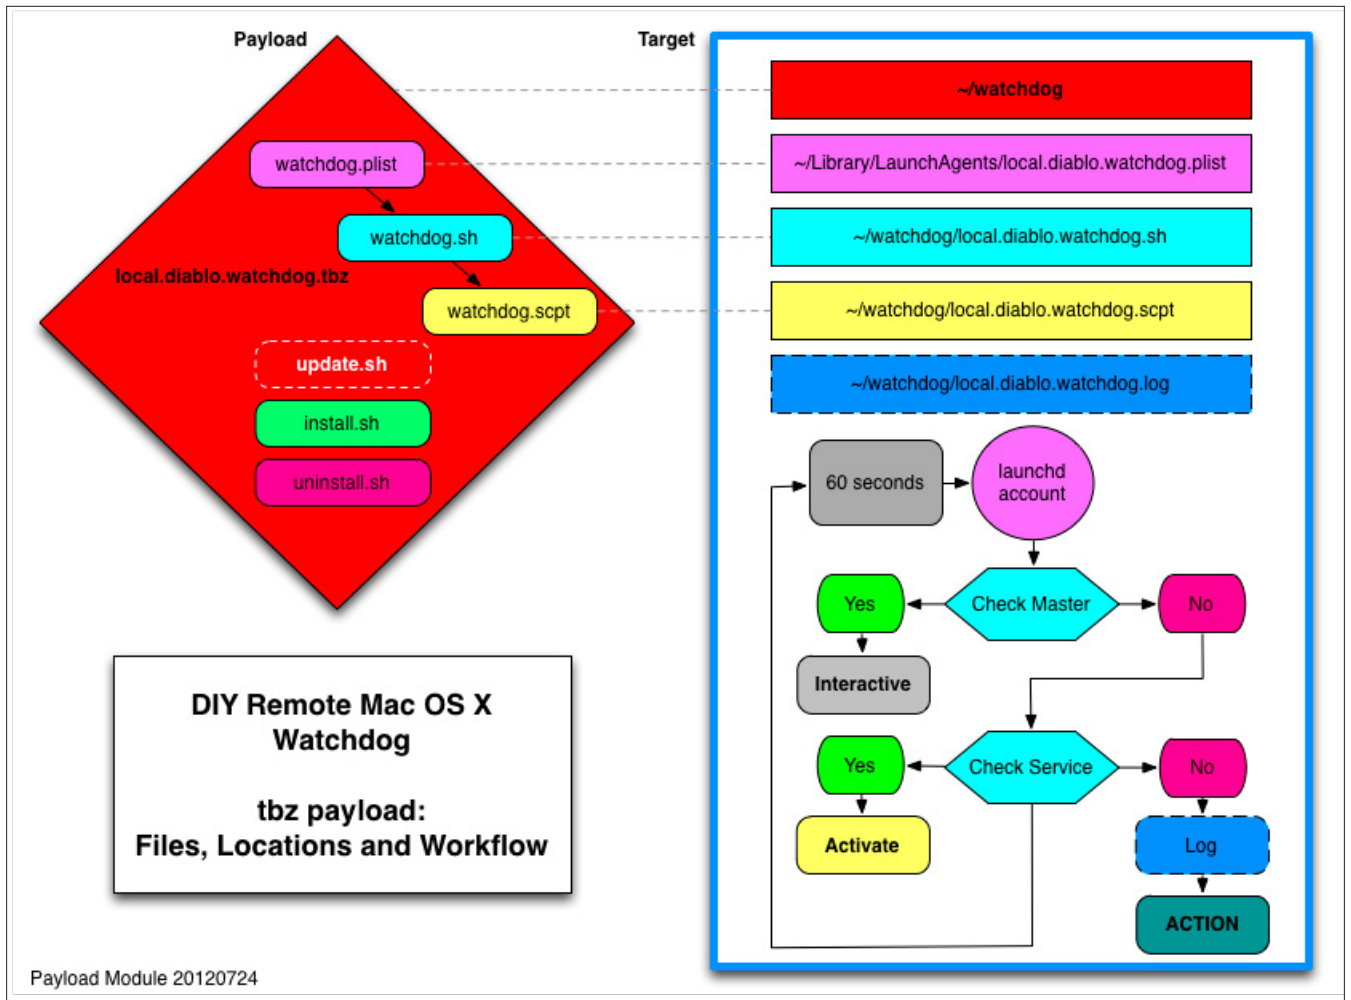 Payload
Target
~/watchdog
watchdog.plist
~/Library/LaunchAgents/local.diablo.watchdog.plist
watchdog.sh
~/watchdog/local.diablo.watchdog.sh
local.diablo.watchdog.tbz
watchdog.scpt
~/watchdog/local.diablo.watchdog.scpt
update.sh
~/watchdog/local.diablo.watchdog.log
install.sh
uninstall.sh
60 seconds
launchd
account
Yes
Check Master
No
Interactive
Yes
Check Service
No
Activate
Log
ACTION
DIY Remote Mac OS X
Watchdog
tbz payload:
Files, Locations and Workflow
Payload Module 20120724